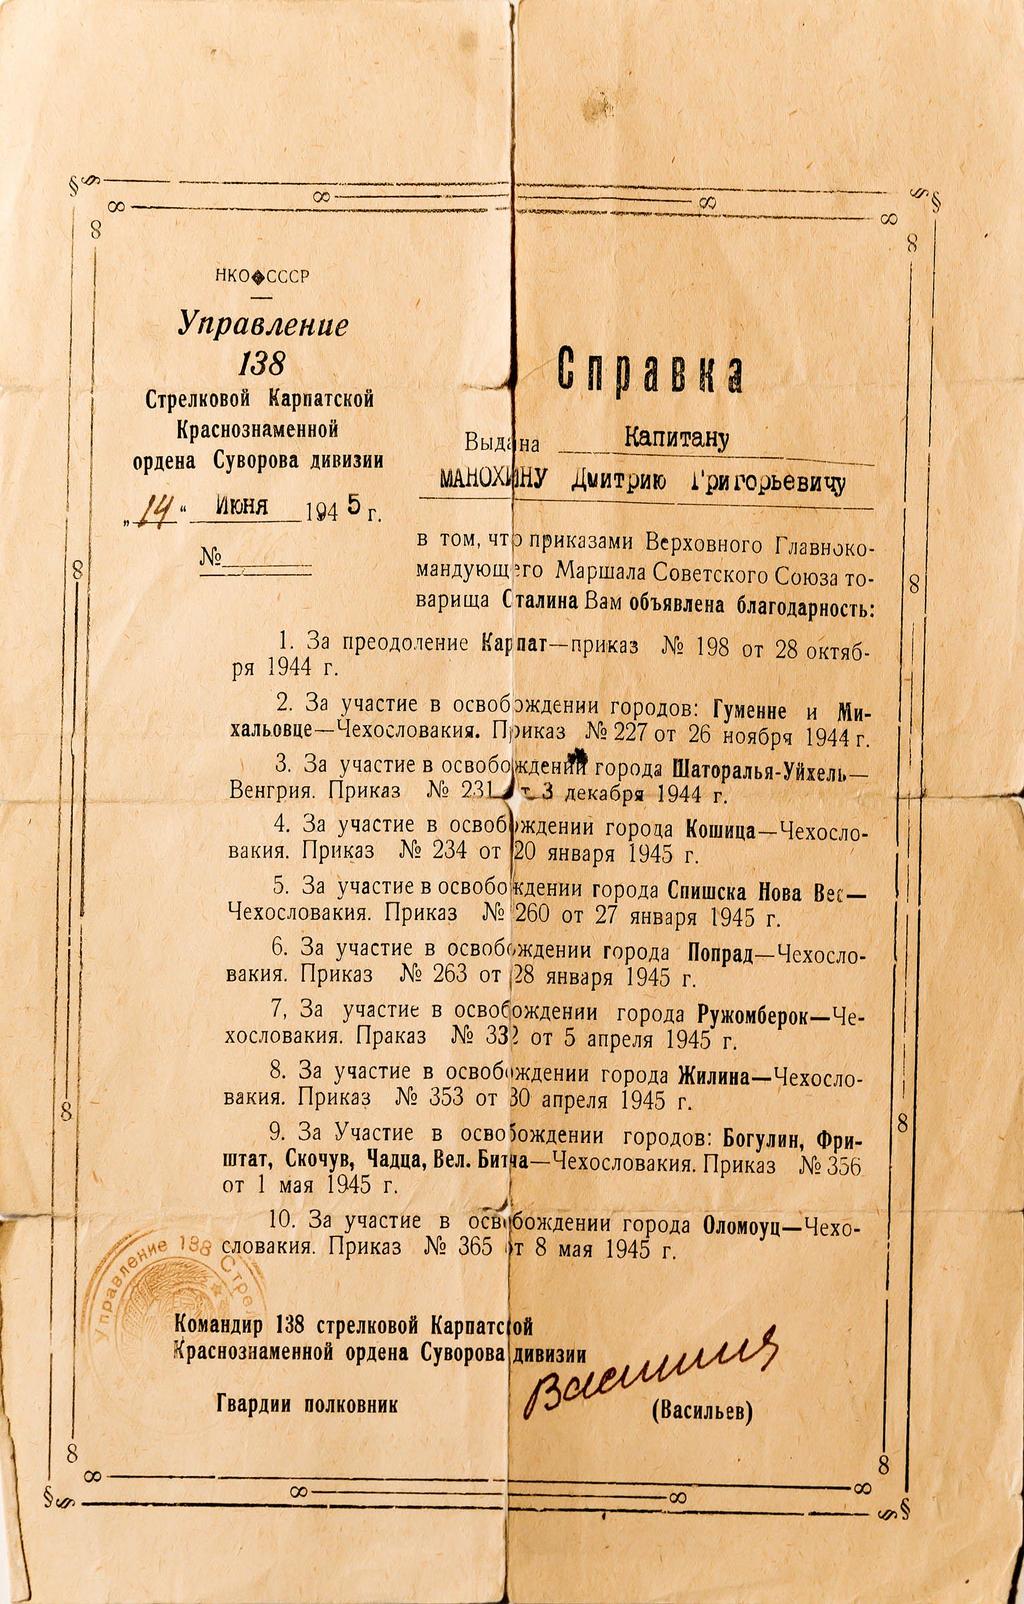 НКО СССР
Управление
138
Стрелковой Карпатской
Краснознаменной
ордена Суворова дивизии
„14“ Июня 1945 г.
№
Справка
Выдана Капитану
МАНОХИНУ Дмитрию Григорьевичу
в том, что приказами Верховного Главноко-
мандующего Маршала Советского Союза то-
варища Сталина Вам объявлена благодарность:
1. За преодоление Карпат—приказ № 198 от 28 октяб-
ря 1944 г.
2. За участие в освобождении городов: Гуменне и Ми-
хальовце—Чехословакия. Приказ № 227 от 26 ноября 1944 г.
3. За участие в освобождении города Шаторалья-Уйхель—
Венгрия. Приказ № 231 от 3 декабря 1944 г.
4. За участие в освобождении города Кошица—Чехосло-
вакия. Приказ № 234 от 20 января 1945 г.
5. За участие в освобождении города Спишска Нова Вес—
Чехословакия. Приказ № 260 от 27 января 1945 г.
6. За участие в освобождении города Попрад—Чехосло-
вакия. Приказ № 263 от 28 января 1945 г.
7, За участие в освобождении города Ружомберок—Че-
хословакия. Праказ № 332 от 5 апреля 1945 г.
8. За участие в освобождении города Жилина—Чехосло-
вакия. Приказ № 353 от 30 апреля 1945 г.
9. За Участие в освобождении городов: Богулин, Фри-
штат, Скочув, Чадца, Вел. Битча—Чехословакия. Приказ № 356
от 1 мая 1945 г.
10. За участие в освобождении города Оломоуц—Чехо-
словакия. Приказ № 365 от 8 мая 1945 г.
Управление 138 Стрел
Командир 138 стрелковой Карпатской
Краснознаменной ордена Суворова дивизии
Гвардии полковник
Васильев
(Васильев)